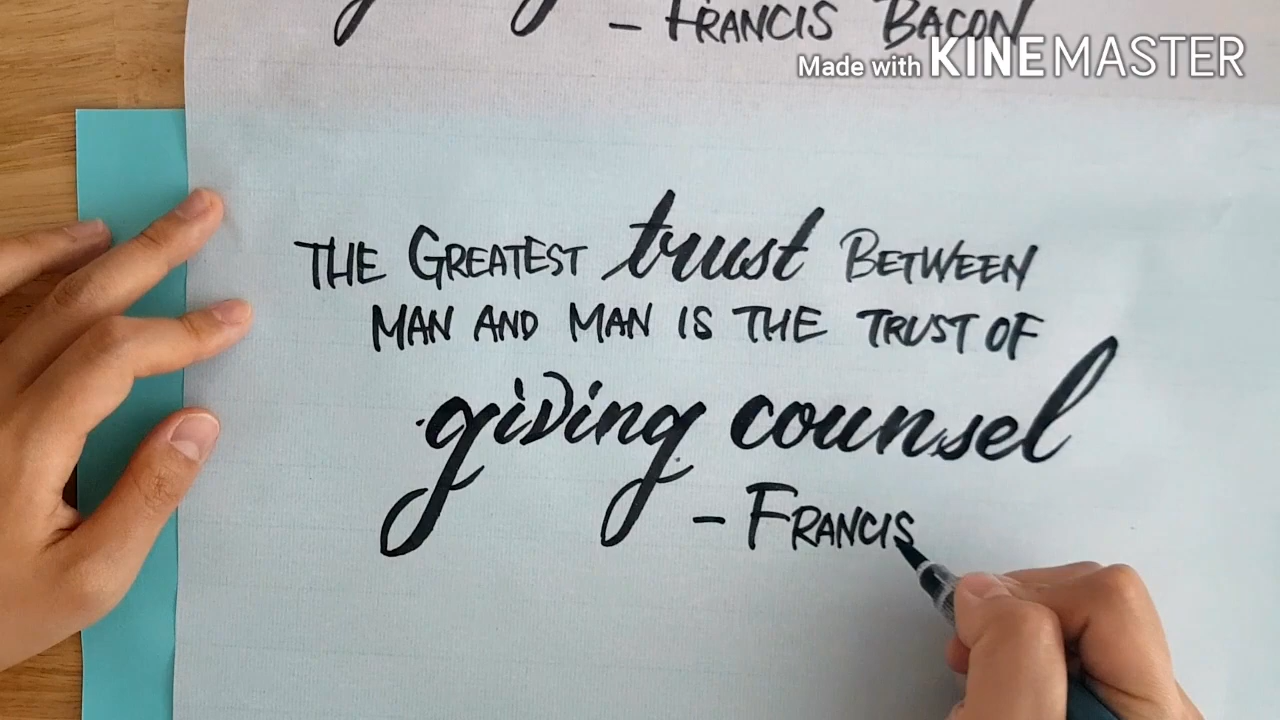 - FRANCIS BACON
Made with KINEMASTER
THE GREATEST trust BETWEEN
MAN AND MAN IS THE TRUST OF
giving counsel
- FRANCIS